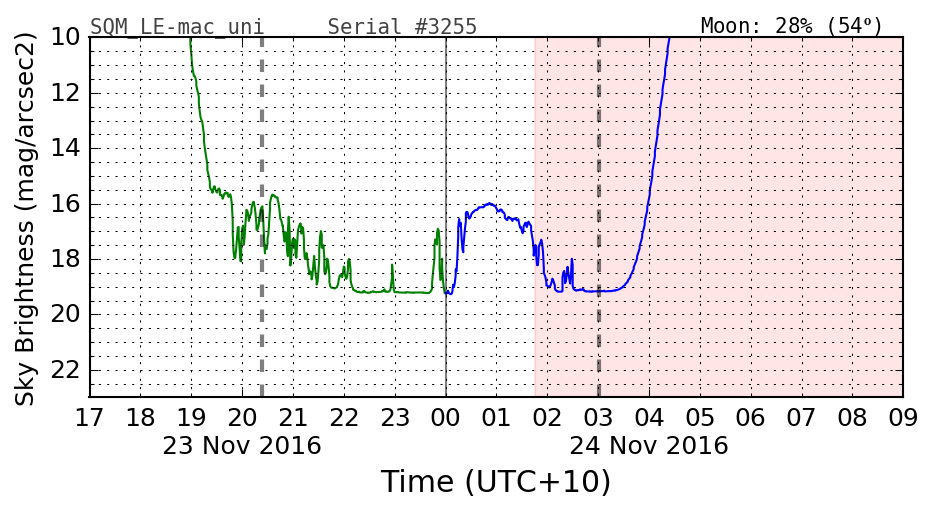 SQM_LE-mac_uni Serial #3255 Moon: 28% (54°)
Sky Brightness (mag/arcsec2)
10
12
14
16
18
20
22
17 18 19 20 21 22 23 00 01 02 03 04 05 06 07 08 09
23 Nov 2016 24 Nov 2016
Time (UTC+10)